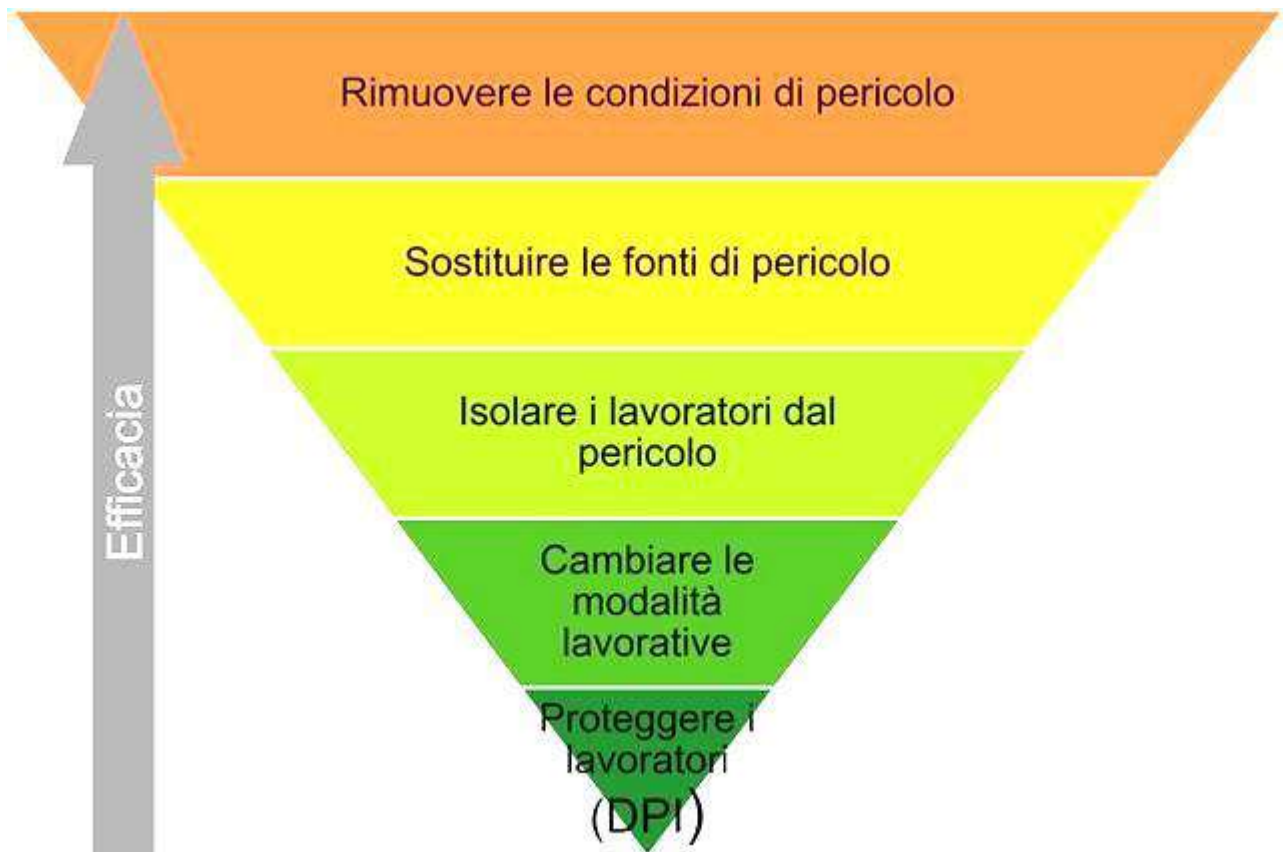 Rimuovere le condizioni di pericolo
Sostituire le fonti di pericolo
Isolare i lavoratori dal
pericolo
Cambiare le
modalità
lavorative
Proteggere i
lavoratori
(DPI)
Efficacia